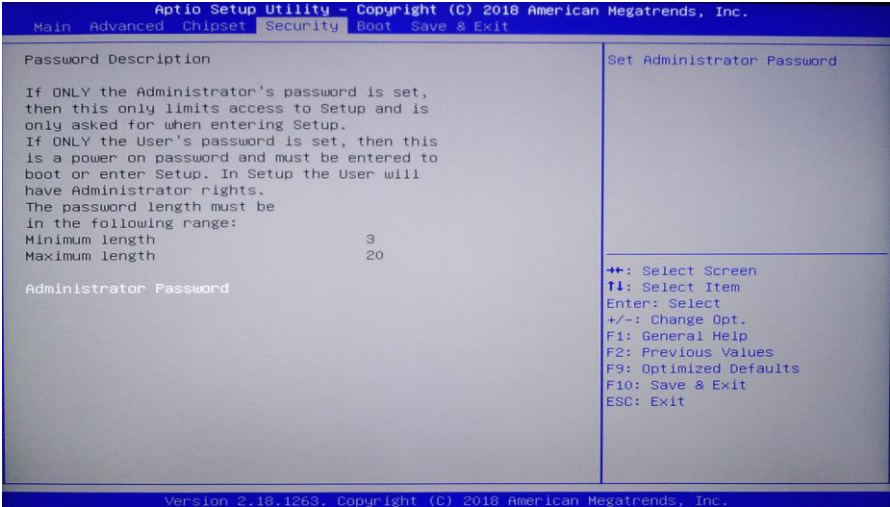 Aptio Setup Utility – Copyright (C) 2018 American Megatrends, Inc.
Main Advanced Chipset Security Boot Save & Exit
Password Description
If ONLY the Administrator's password is set,
then this only limits access to Setup and is
only asked for when entering Setup.
If ONLY the User's password is set, then this
is a power on password and must be entered to
boot or enter Setup. In Setup the User will
have Administrator rights.
The password length must be
in the following range:
Minimum length 3
Maximum length 20
Administrator Password
Set Administrator Password
→←: Select Screen
↑↓: Select Item
Enter: Select
+/-: Change Opt.
F1: General Help
F2: Previous Values
F9: Optimized Defaults
F10: Save & Exit
ESC: Exit
Version 2.18.1263. Copyright (C) 2018 American Megatrends, Inc.